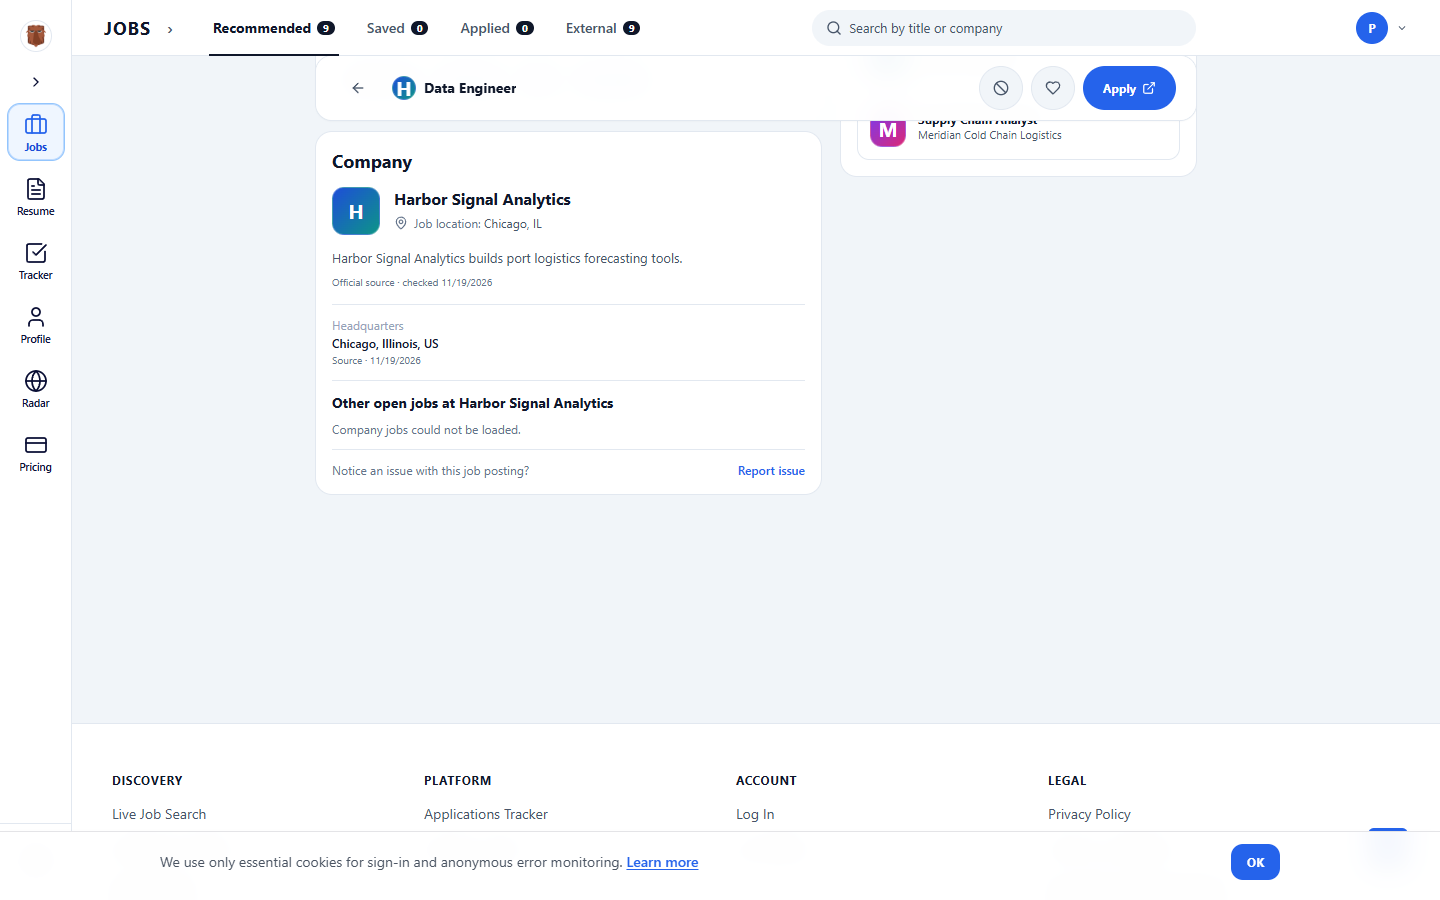 JOBS
Recommended 9
Saved 0
Applied 0
External 9
Search by title or company
P
Jobs
Resume
Tracker
Profile
Radar
Pricing
H
Data Engineer
Apply
Company
H
Harbor Signal Analytics
Job location: Chicago, IL
Harbor Signal Analytics builds port logistics forecasting tools.
Official source · checked 11/19/2026
Headquarters
Chicago, Illinois, US
Source · 11/19/2026
Other open jobs at Harbor Signal Analytics
Company jobs could not be loaded.
Notice an issue with this job posting?
Report issue
M
Supply Chain Analyst
Meridian Cold Chain Logistics
DISCOVERY
Live Job Search
PLATFORM
Applications Tracker
ACCOUNT
Log In
LEGAL
Privacy Policy
We use only essential cookies for sign-in and anonymous error monitoring. Learn more
OK